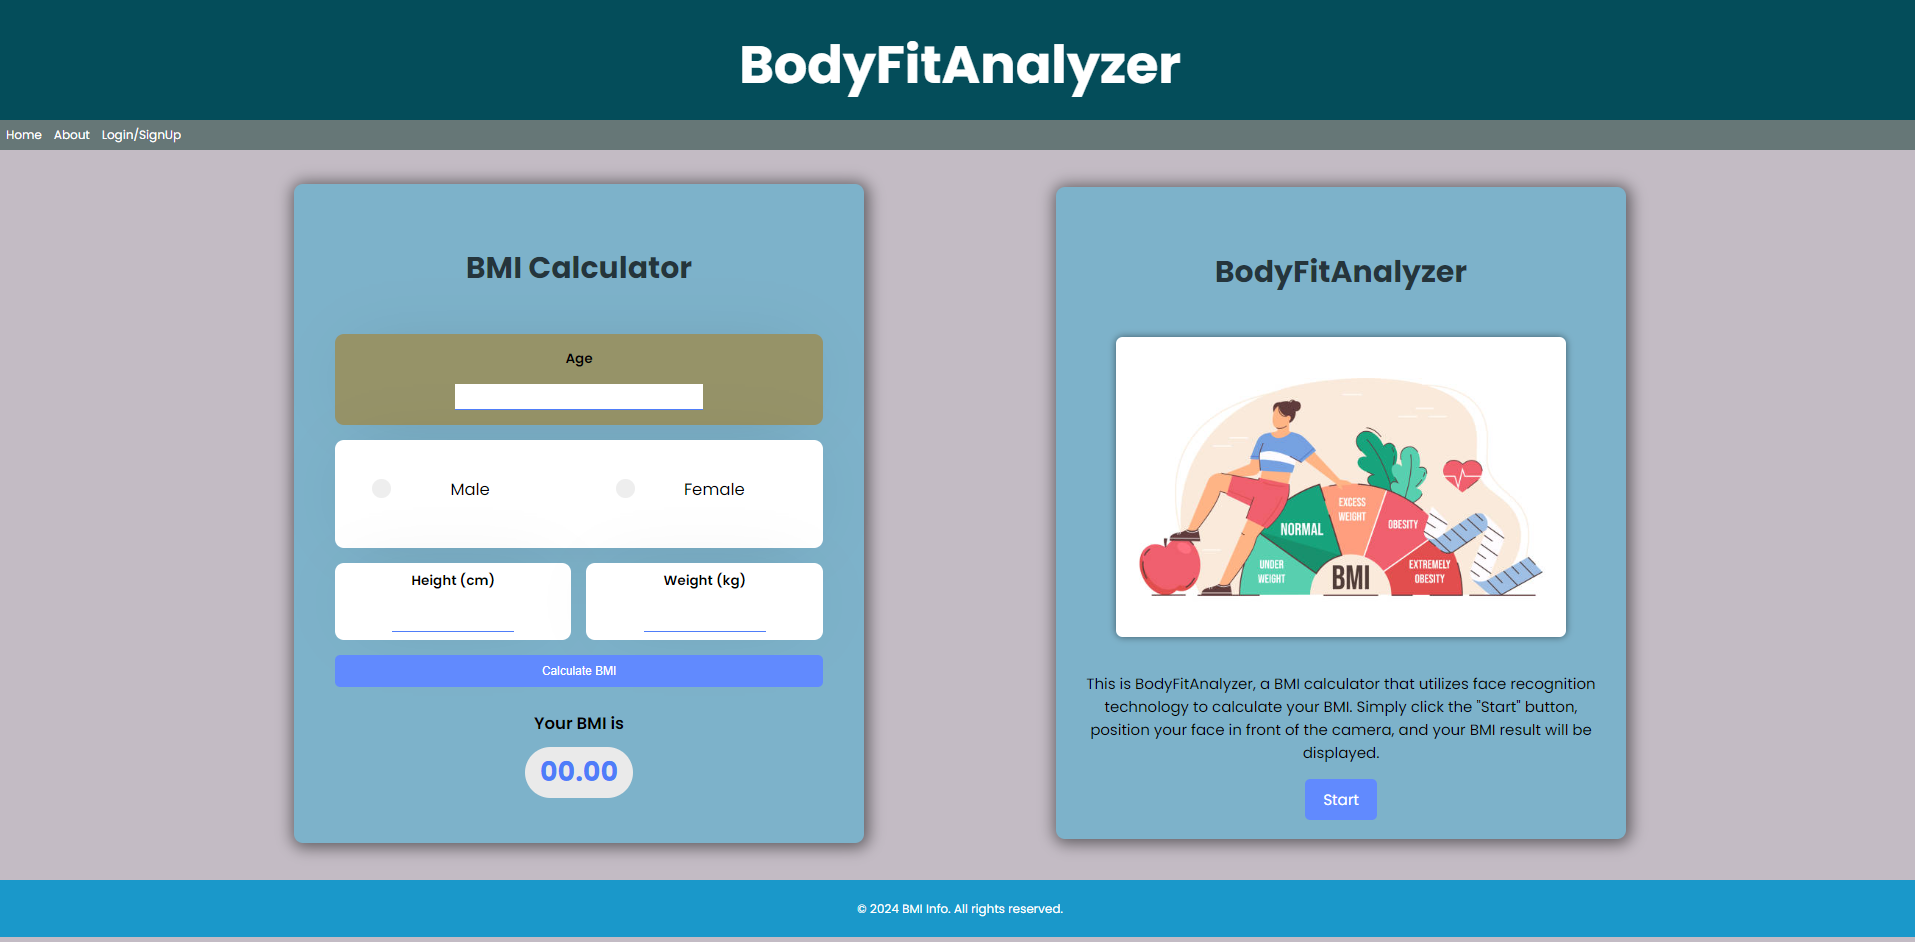 BodyFitAnalyzer
Home About Login/SignUp
BMI Calculator
Age
Male Female
Height (cm) Weight (kg)
Calculate BMI
Your BMI is
00.00
BodyFitAnalyzer
UNDER
WEIGHT
NORMAL
EXCESS
WEIGHT
OBESITY
EXTREMELY
OBESITY
BMI
This is BodyFitAnalyzer, a BMI calculator that utilizes face recognition
technology to calculate your BMI. Simply click the "Start" button,
position your face in front of the camera, and your BMI result will be
displayed.
Start
© 2024 BMI Info. All rights reserved.